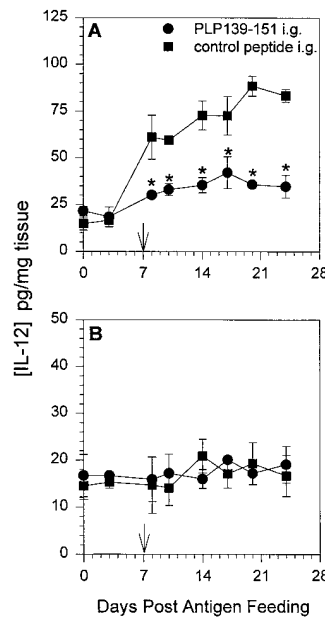 A
PLP139-151 i.g.
control peptide i.g.
125
100
75
50
25
0
* * * * * *
0 7 14 21 28
[IL-12] pg/mg tissue
B
50
40
30
20
10
0
0 7 14 21 28
Days Post Antigen Feeding